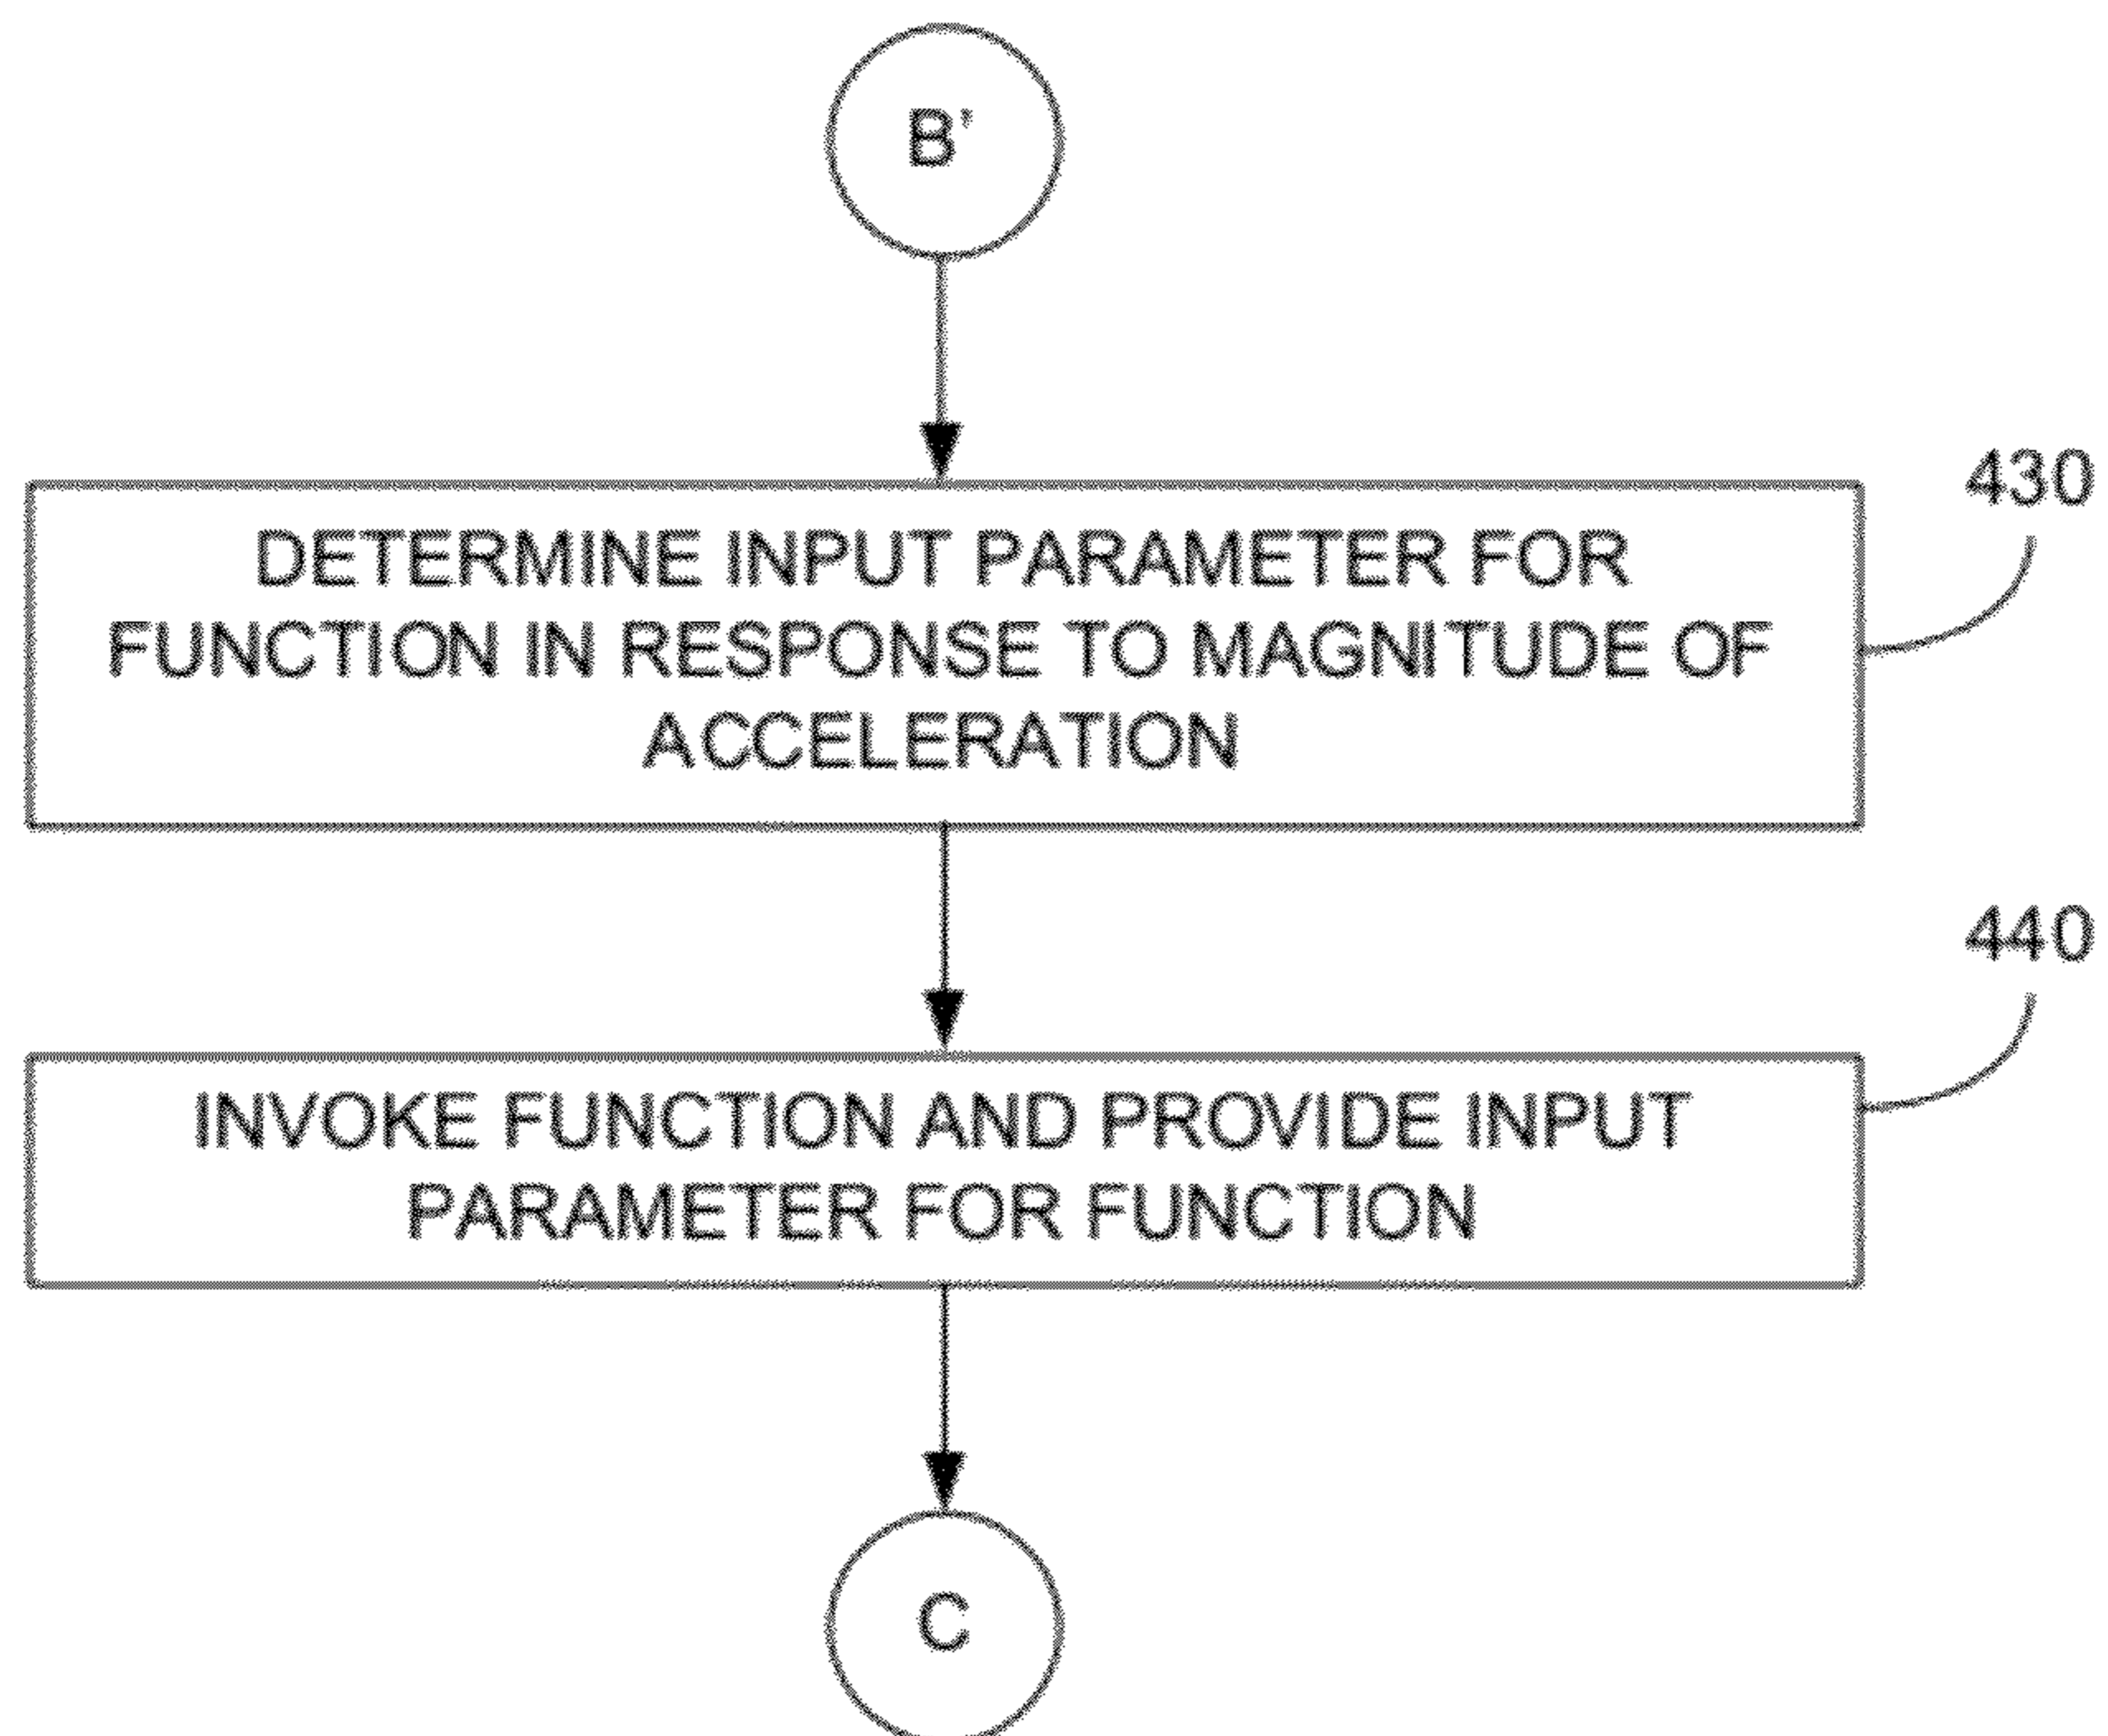 B'
430
DETERMINE INPUT PARAMETER FOR
FUNCTION IN RESPONSE TO MAGNITUDE OF
ACCELERATION
440
INVOKE FUNCTION AND PROVIDE INPUT
PARAMETER FOR FUNCTION
C